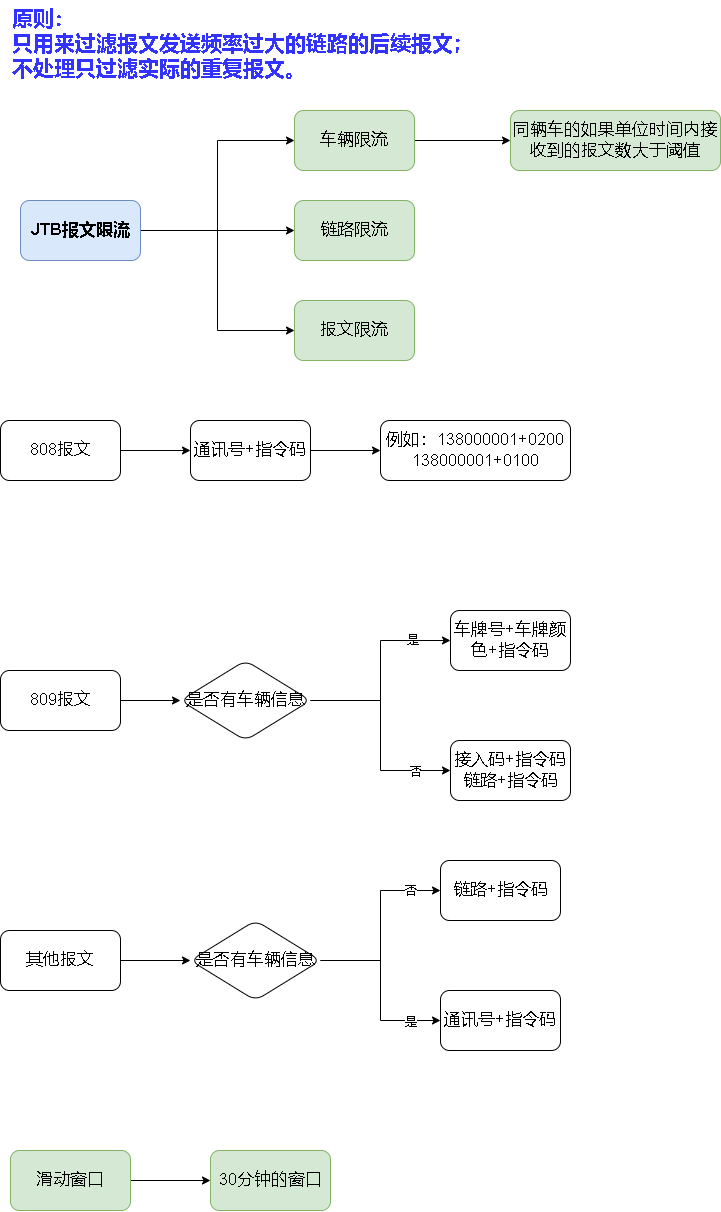 原则：
只用来过滤报文发送频率过大的链路的后续报文；
不处理只过滤实际的重复报文。
车辆限流
同辆车的如果单位时间内接
收到的报文数大于阈值
JTB报文限流
链路限流
报文限流
808报文
通讯号+指令码
例如：138000001+0200
138000001+0100
是
车牌号+车牌颜
色+指令码
809报文
是否有车辆信息
否
接入码+指令码
链路+指令码
否
链路+指令码
其他报文
是否有车辆信息
是
通讯号+指令码
滑动窗口
30分钟的窗口